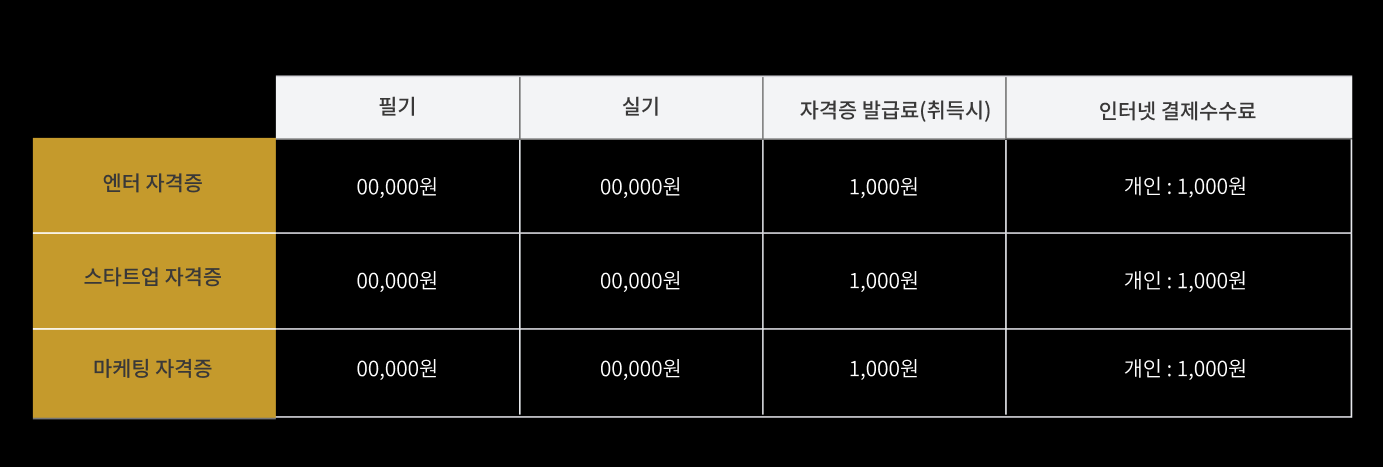 필기 실기 자격증 발급료(취득시) 인터넷 결제수수료
엔터 자격증 00,000원 00,000원 1,000원 개인 : 1,000원
스타트업 자격증 00,000원 00,000원 1,000원 개인 : 1,000원
마케팅 자격증 00,000원 00,000원 1,000원 개인 : 1,000원